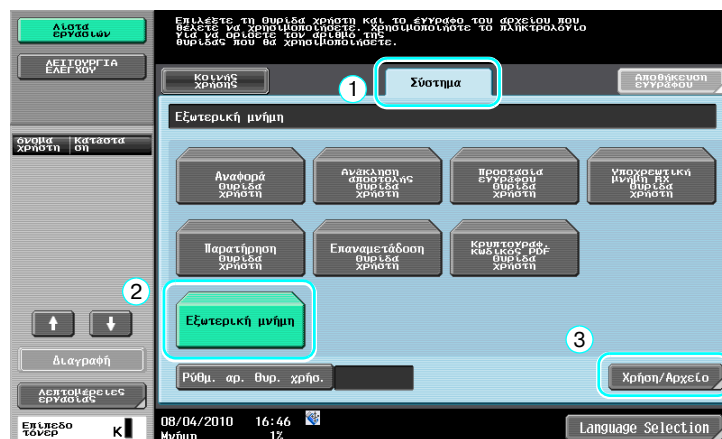 Λίστα
εργασιών
ΛΕΙΤΟΥΡΓΙΑ
ΕΛΕΓΧΟΥ
Επιλέξτε τη θυρίδα χρήστη και το έγγραφο του αρχείου που
θέλετε να χρησιμοποιήσετε. Χρησιμοποιήστε το πληκτρολόγιο
για να ορίσετε τον αριθμό της
θυρίδας που θα χρησιμοποιήσετε.
Κοινής
χρήσης
1
Σύστημα
Αποθήκευση
εγγράφου
Εξωτερική μνήμη
όνομα
χρήστη
Κατάστα
ση
Αναφορά
θυρίδα
χρήστη
Ανάκληση
αποστολής
θυρίδα
χρήστη
Προστασία
εγγράφου
θυρίδα
χρήστη
Υποχρεωτική
μνήμη RX
θυρίδα
χρήστη
Παρατήρηση
θυρίδα
χρήστη
Επαναμετάδοση
θυρίδα
χρήστη
Κρυπτογράφ.
κωδικός PDF
θυρίδα
χρήστη
2
Εξωτερική μνήμη
3
Διαγραφή
Ρύθμ. αρ. θυρ. χρήσ.
Χρήση/Αρχείο
Λεπτομέρειες
εργασίας
Επίπεδο
τόνερ
K
08/04/2010 16:46
Μνήμη 1%
Language Selection